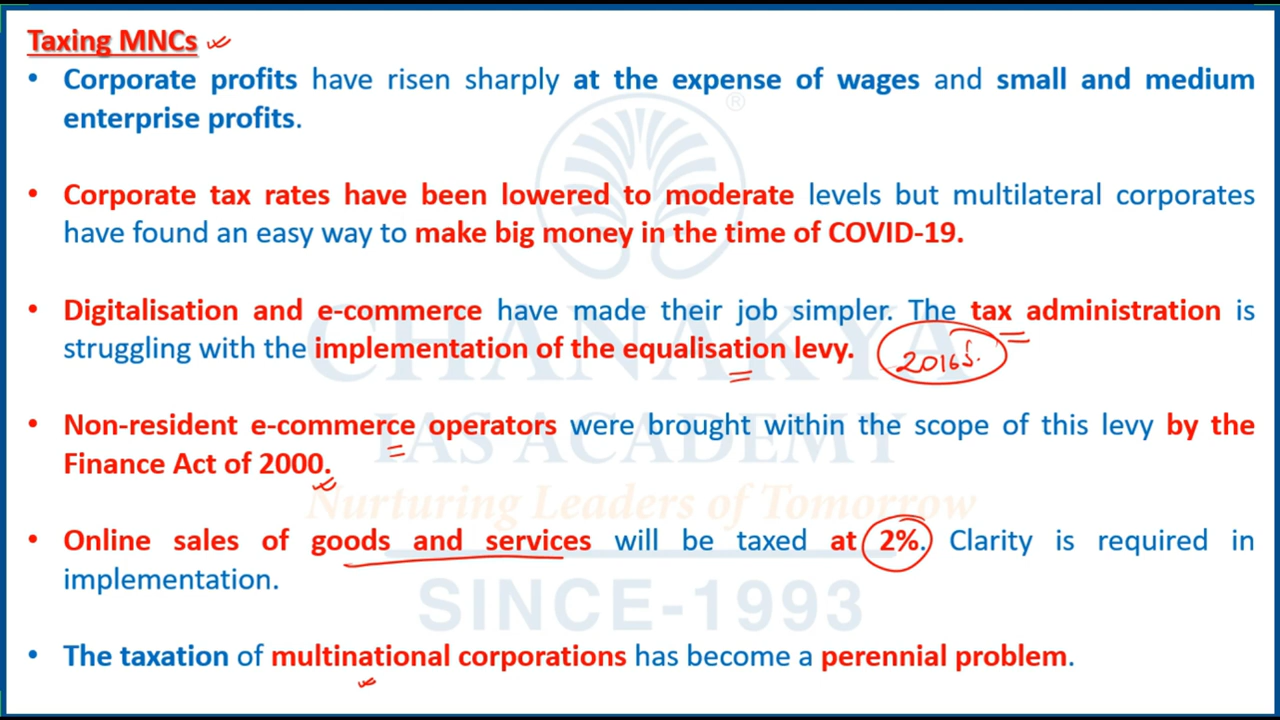 Taxing MNCs
• Corporate profits have risen sharply at the expense of wages and small and medium
enterprise profits.
• Corporate tax rates have been lowered to moderate levels but multilateral corporates
have found an easy way to make big money in the time of COVID-19.
• Digitalisation and e-commerce have made their job simpler. The tax administration is
struggling with the implementation of the equalisation levy.
2016
• Non-resident e-commerce operators were brought within the scope of this levy by the
Finance Act of 2000.
• Online sales of goods and services will be taxed at 2%. Clarity is required in
implementation.
• The taxation of multinational corporations has become a perennial problem.
®
CHANAKYA
IAS ACADEMY
Nurturing Leaders of Tomorrow
SINCE-1993